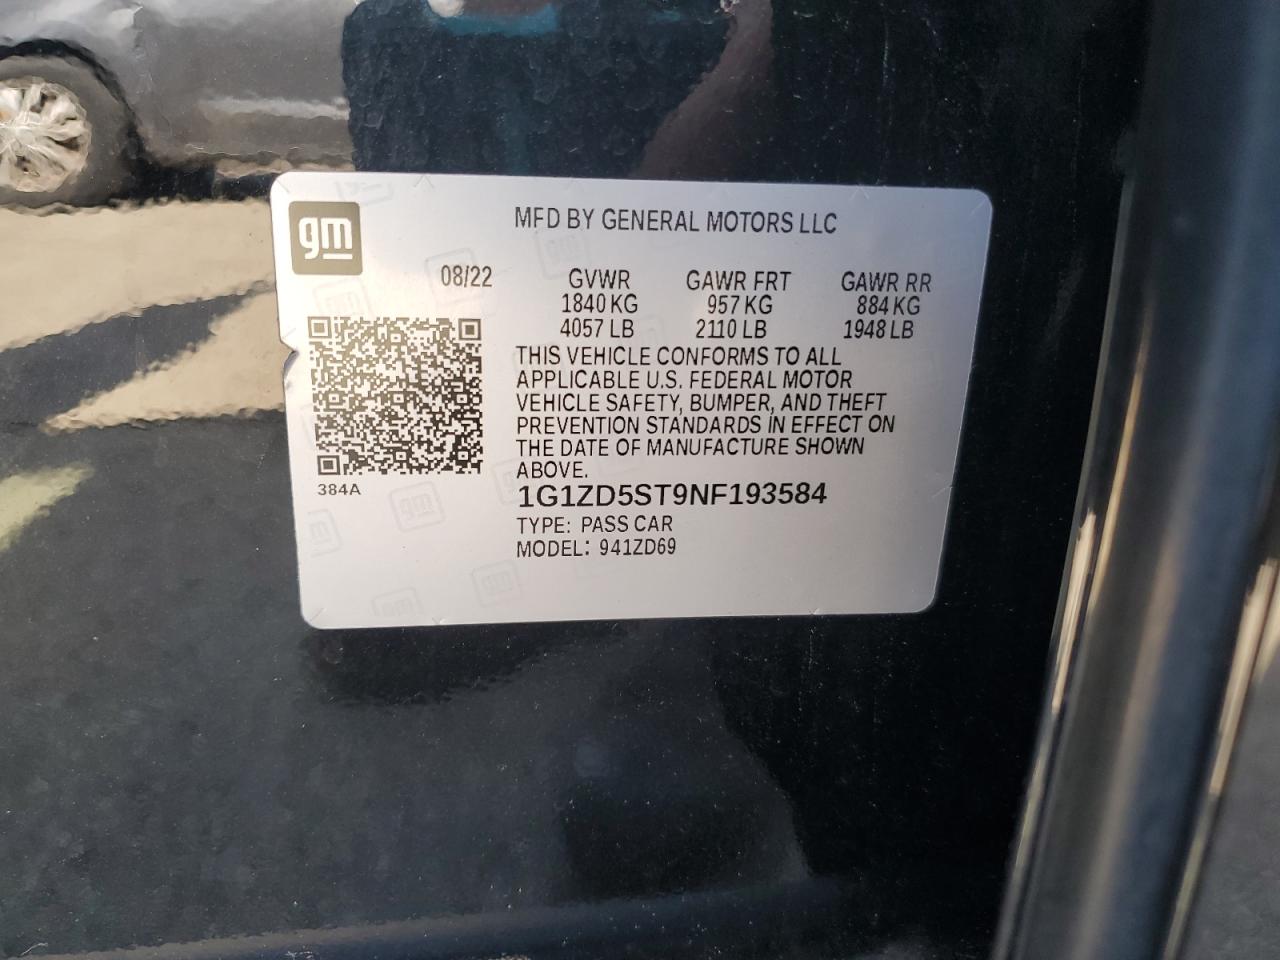 gm
MFD BY GENERAL MOTORS LLC
08/22 GVWR GAWR FRT GAWR RR
1840 KG 957 KG 884 KG
4057 LB 2110 LB 1948 LB
THIS VEHICLE CONFORMS TO ALL
APPLICABLE U.S. FEDERAL MOTOR
VEHICLE SAFETY, BUMPER, AND THEFT
PREVENTION STANDARDS IN EFFECT ON
THE DATE OF MANUFACTURE SHOWN
ABOVE.
384A
1G1ZD5ST9NF193584
TYPE: PASS CAR
MODEL: 941ZD69